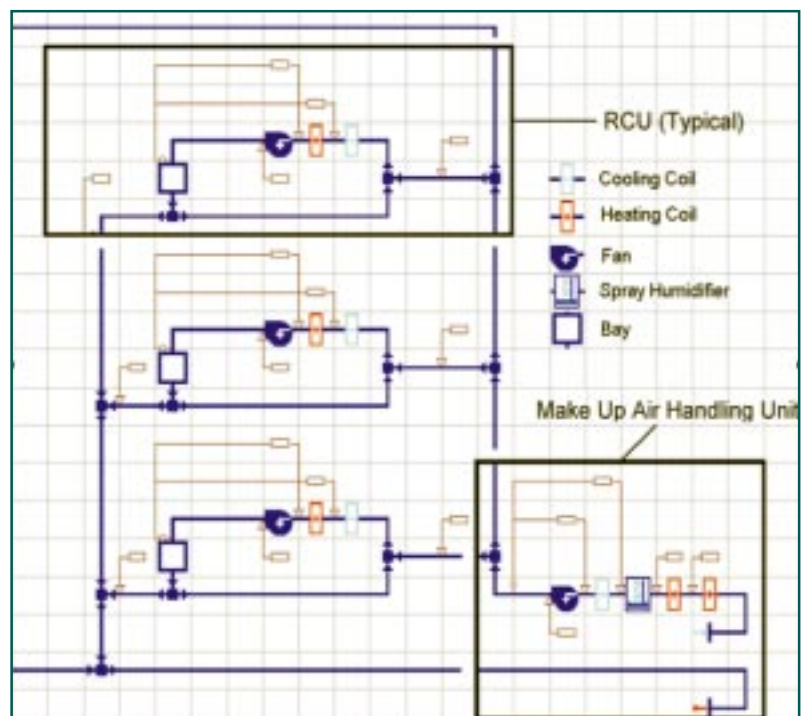 RCU (Typical)
Cooling Coil
Heating Coil
Fan
Spray Humidifier
Bay
Make Up Air Handling Unit